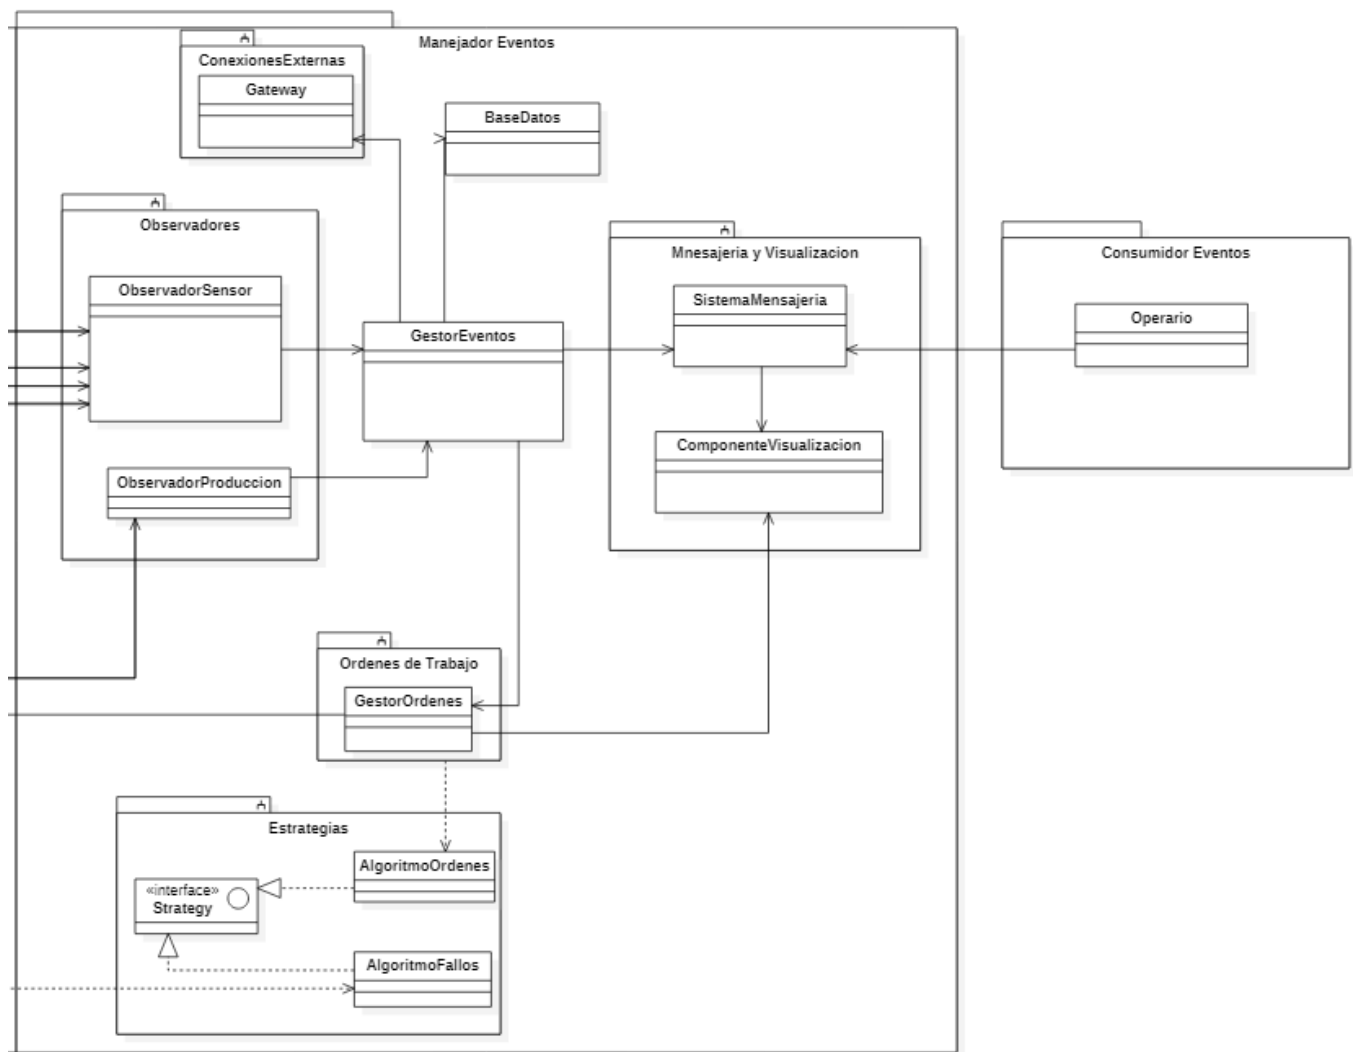 Manejador Eventos
ConexionesExternas
Gateway
BaseDatos
Observadores
ObservadorSensor
GestorEventos
ObservadorProduccion
Mnesajeria y Visualizacion
SistemaMensajeria
ComponenteVisualizacion
Consumidor Eventos
Operario
Ordenes de Trabajo
GestorOrdenes
Estrategias
AlgoritmoOrdenes
«interface»
Strategy
AlgoritmoFallos